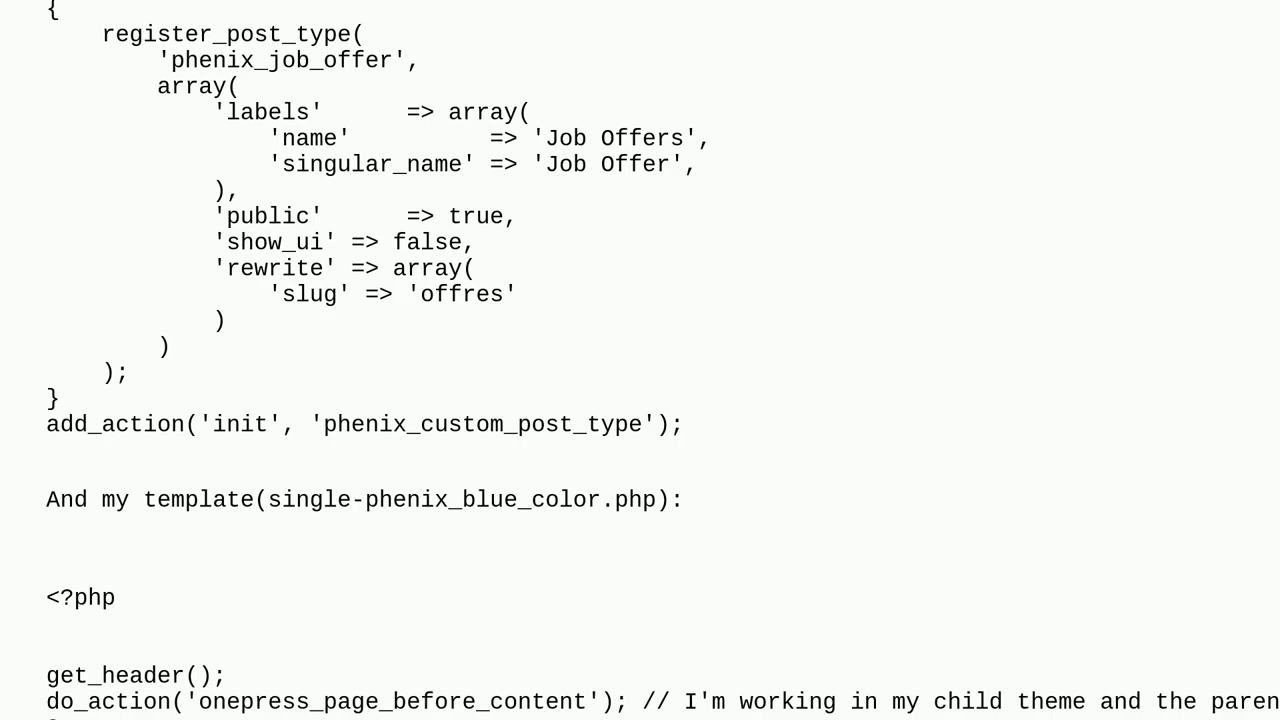 {
    register_post_type(
        'phenix_job_offer',
        array(
            'labels'      => array(
                'name'          => 'Job Offers',
                'singular_name' => 'Job Offer',
            ),
            'public'      => true,
            'show_ui' => false,
            'rewrite' => array(
                'slug' => 'offres'
            )
        )
    );
}
add_action('init', 'phenix_custom_post_type');
And my template(single-phenix_blue_color.php):
<?php
get_header();
do_action('onepress_page_before_content'); // I'm working in my child theme and the paren